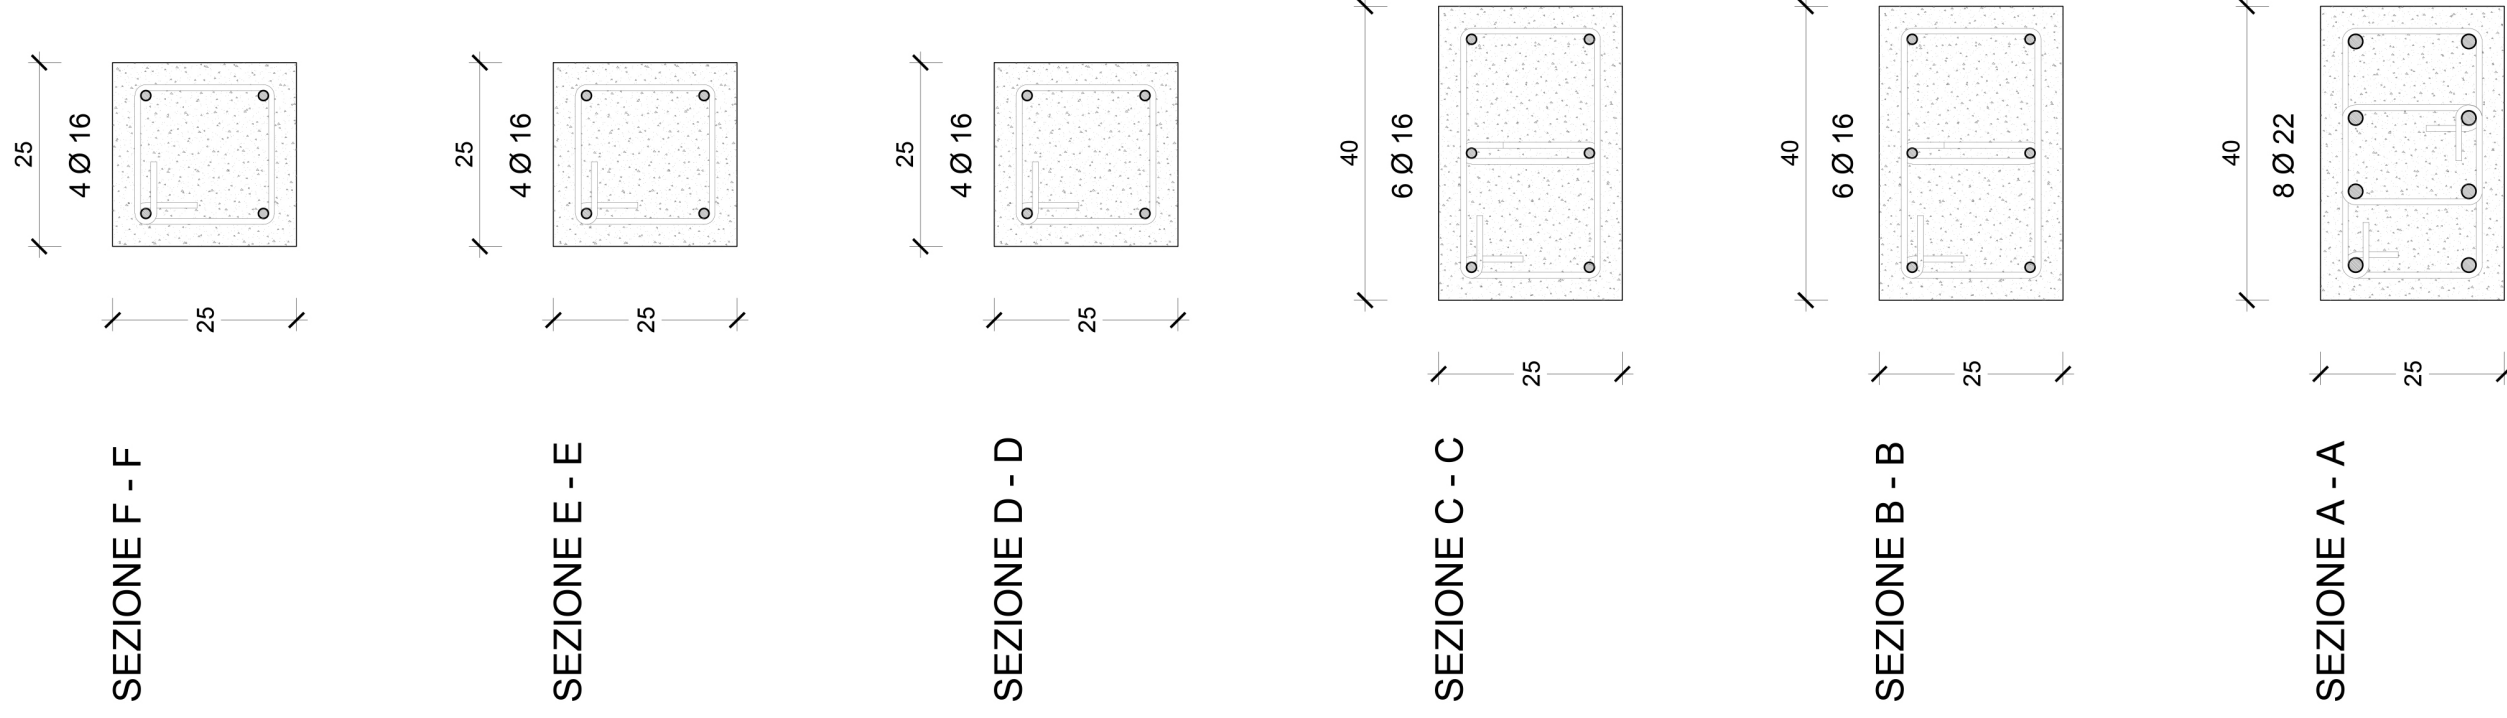 SEZIONE F - F
25
4 Ø 16
25
SEZIONE E - E
25
4 Ø 16
25
SEZIONE D - D
25
4 Ø 16
25
SEZIONE C - C
40
6 Ø 16
25
SEZIONE B - B
40
6 Ø 16
25
SEZIONE A - A
40
8 Ø 22
25